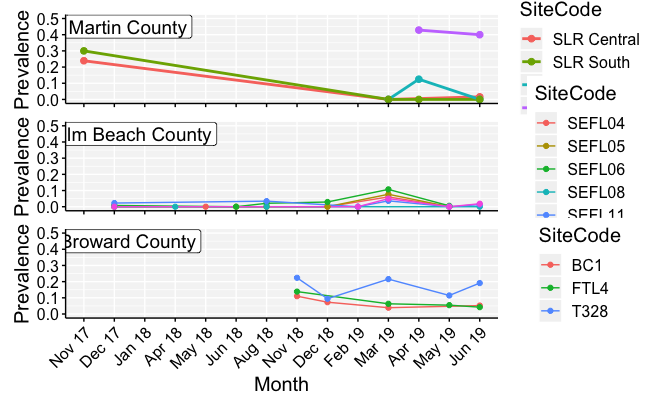 Martin County
Prevalence
0.5
0.4
0.3
0.2
0.1
0.0
SiteCode
SLR Central
SLR South
lm Beach County
Prevalence
0.5
0.4
0.3
0.2
0.1
0.0
SiteCode
SEFL04
SEFL05
SEFL06
SEFL08
SEFL11
Broward County
Prevalence
0.5
0.4
0.3
0.2
0.1
0.0
SiteCode
BC1
FTL4
T328
Nov 17
Dec 17
Jan 18
Apr 18
May 18
Jun 18
Aug 18
Nov 18
Dec 18
Feb 19
Mar 19
Apr 19
May 19
Jun 19
Month